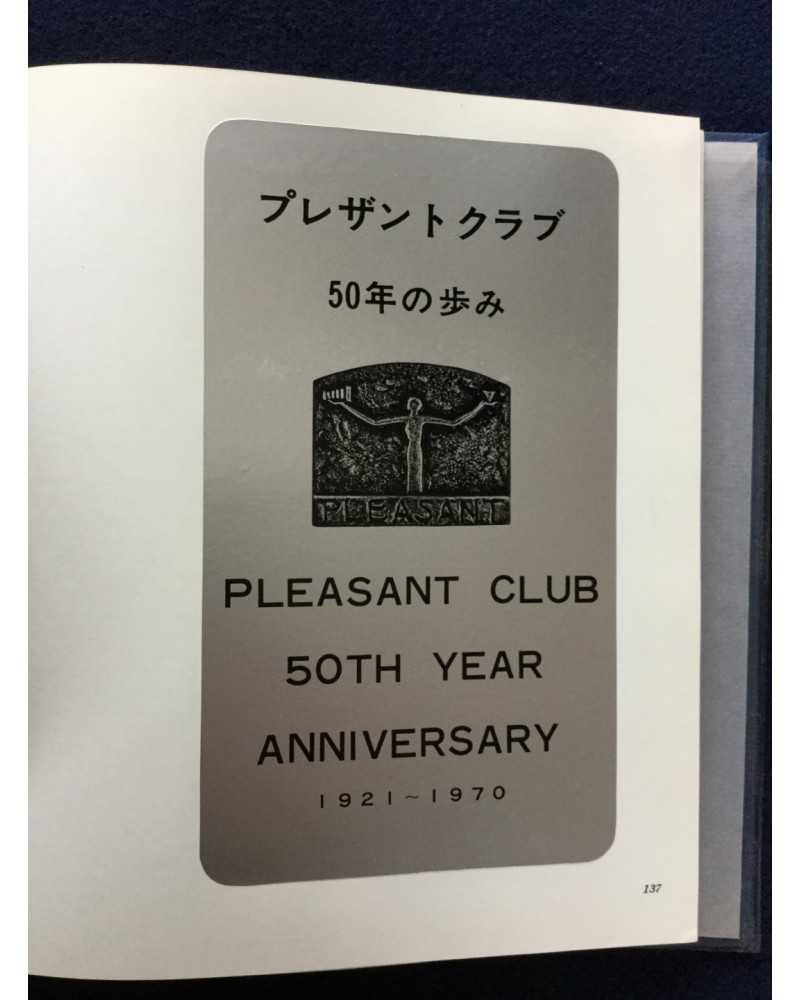 プレザントクラブ
50年の歩み
PLEASANT
PLEASANT CLUB
50TH YEAR
ANNIVERSARY
1921~1970
137